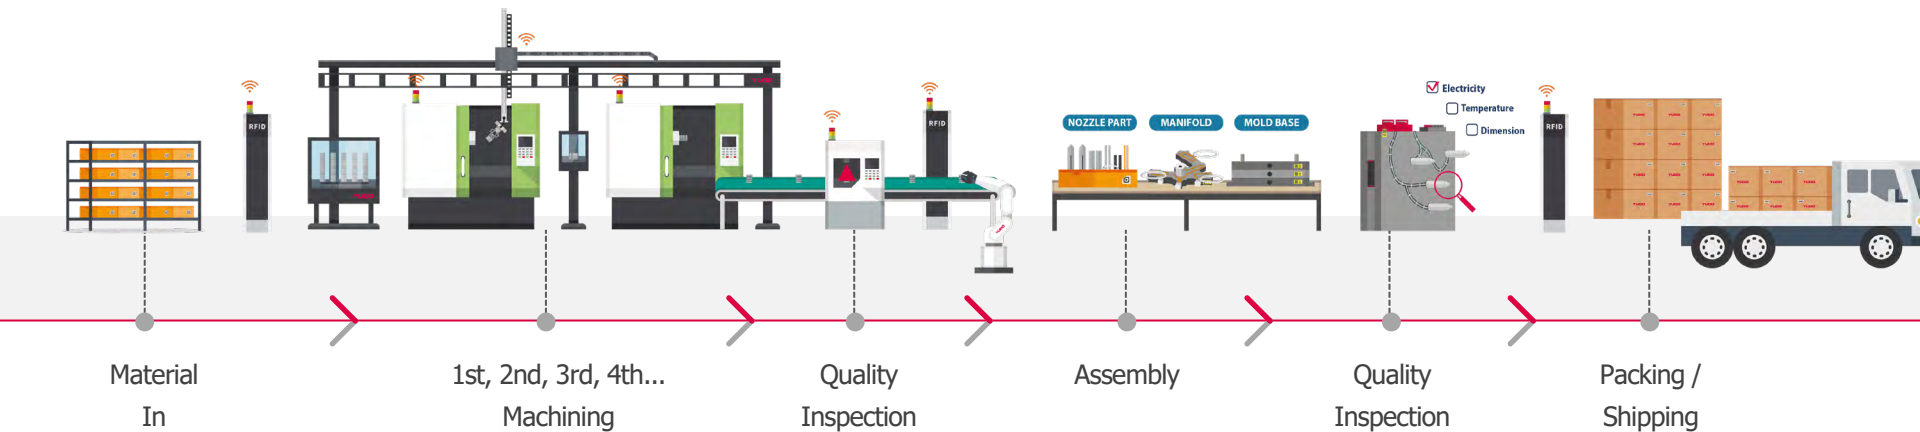 Electricity
Temperature
Dimension
RFID
RFID
RFID
NOZZLE PART
MANIFOLD
MOLD BASE
Material
In
1st, 2nd, 3rd, 4th...
Machining
Quality
Inspection
Assembly
Quality
Inspection
Packing /
Shipping